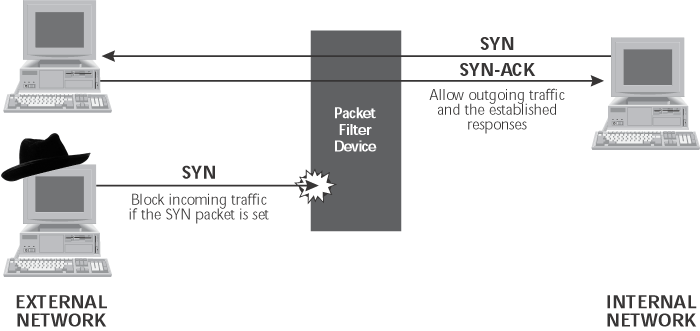 SYN
SYN-ACK
Allow outgoing traffic
and the established
responses
Packet
Filter
Device
SYN
Block incoming traffic
if the SYN packet is set
EXTERNAL
NETWORK
INTERNAL
NETWORK